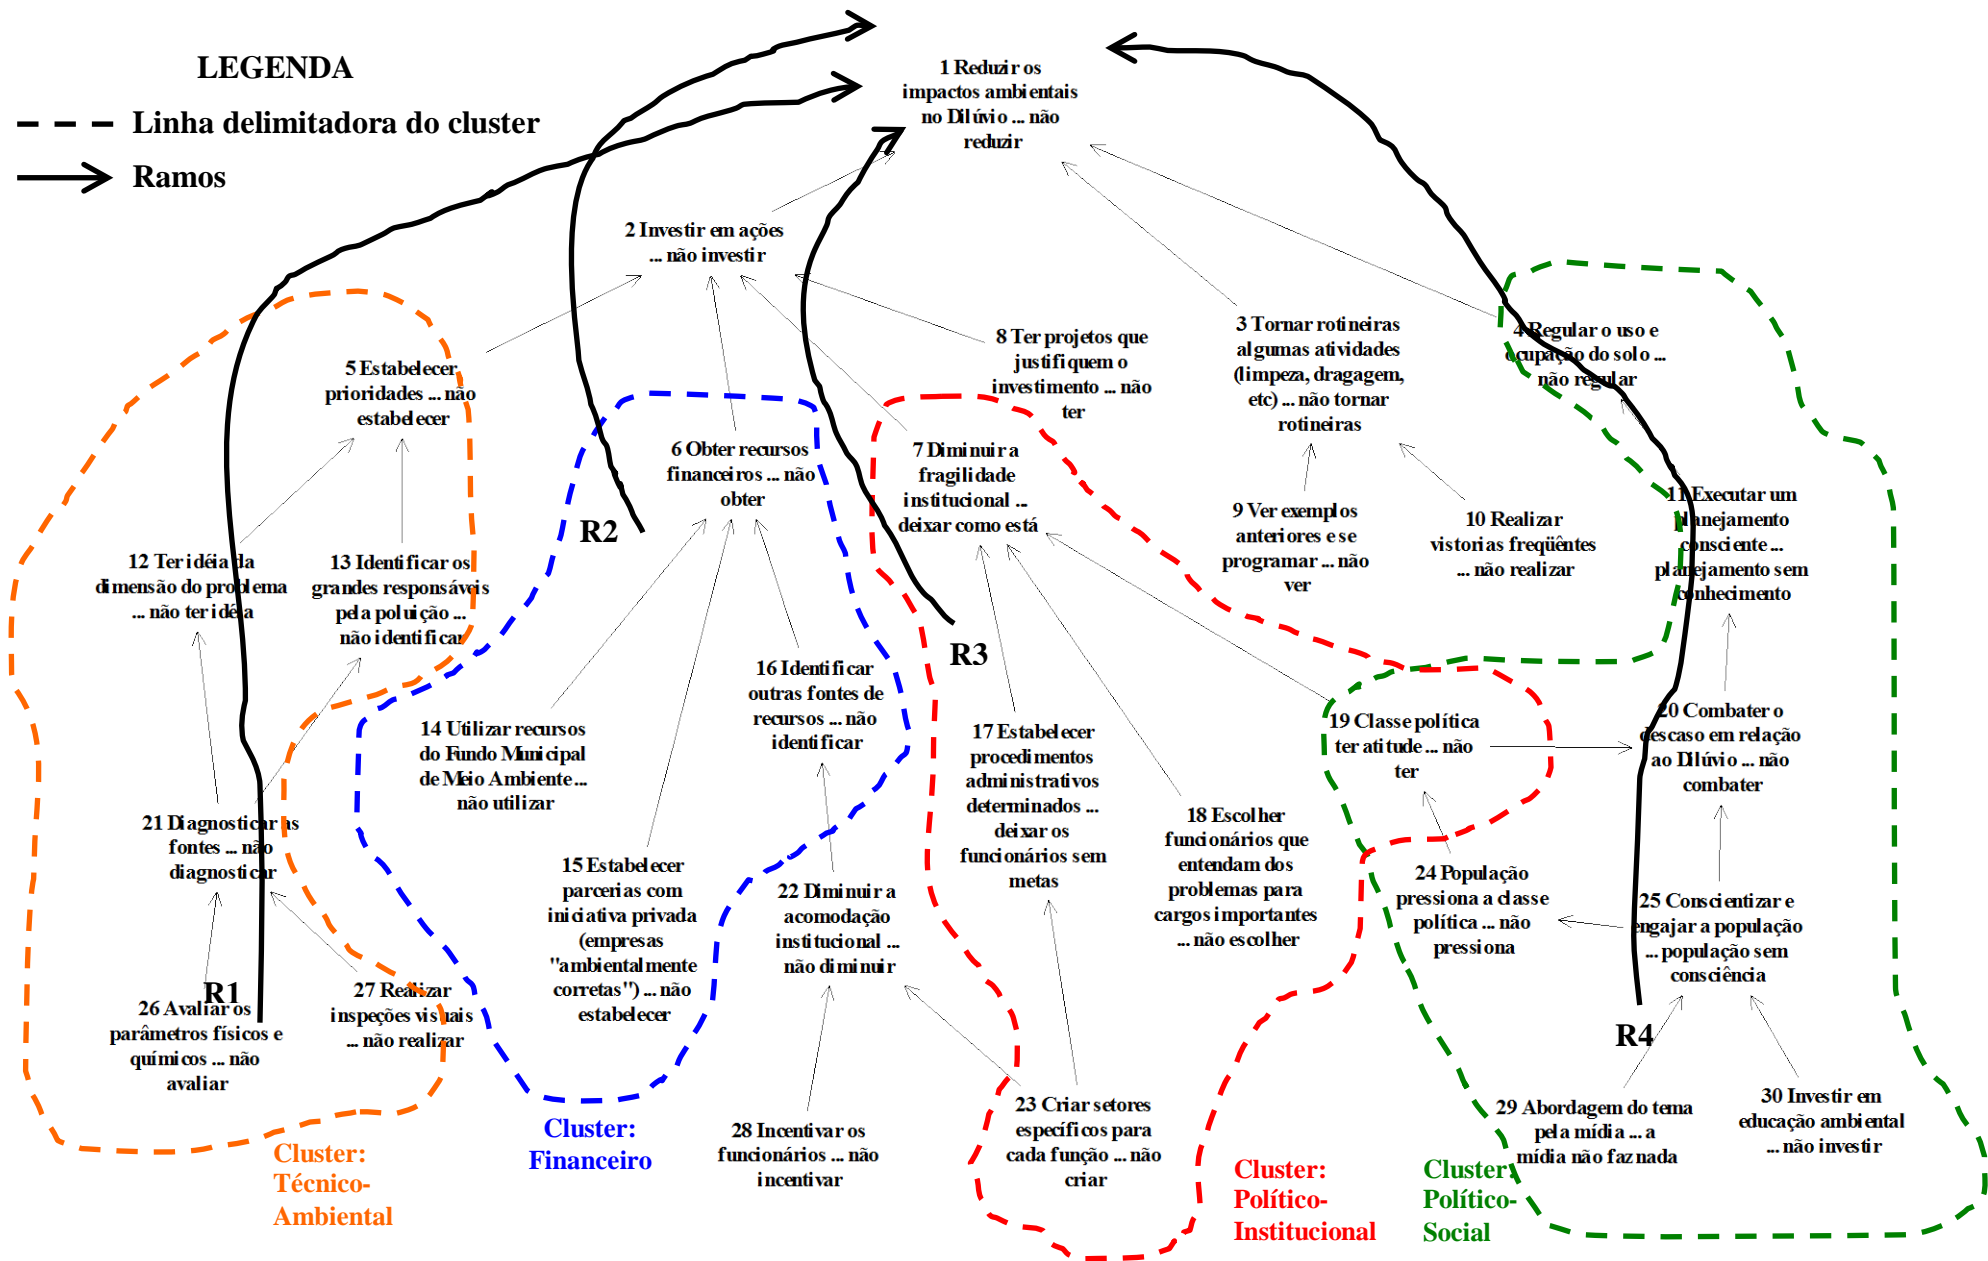 LEGENDA
Linha delimitadora do cluster
Ramos
1 Reduzir os
impactos ambientais
no Dilúvio ... não
reduzir
2 Investir em ações
... não investir
3 Tornar rotineiras
algumas atividades
(limpeza, dragagem,
etc) ... não tornar
rotineiras
4 Regular o uso e
ocupação do solo ...
não regular
5 Estabelecer
prioridades ... não
estabelecer
6 Obter recursos
financeiros ... não
obter
7 Diminuir a
fragilidade
institucional ...
deixar como está
8 Ter projetos que
justifiquem o
investimento ... não
ter
9 Ver exemplos
anteriores e se
programar ... não
ver
10 Realizar
vistorias freqüêntes
... não realizar
11 Executar um
planejamento
consciente ...
planejamento sem
conhecimento
12 Ter idéia da
dimensão do problema
... não ter idéia
13 Identificar os
grandes responsáveis
pela poluição ...
não identificar
R2
R3
14 Utilizar recursos
do Fundo Municipal
de Meio Ambiente ...
não utilizar
15 Estabelecer
parcerias com
iniciativa privada
(empresas
"ambientalmente
corretas") ... não
estabelecer
16 Identificar
outras fontes de
recursos ... não
identificar
17 Estabelecer
procedimentos
administrativos
determinados ...
deixar os
funcionários sem
metas
18 Escolher
funcionários que
entendam dos
problemas para
cargos importantes
... não escolher
19 Classe política
ter atitude ... não
ter
20 Combater o
descaso em relação
ao Dilúvio ... não
combater
21 Diagnosticar as
fontes ... não
diagnosticar
22 Diminuir a
acomodação
institucional ...
não diminuir
24 População
pressiona a classe
política ... não
pressiona
25 Conscientizar e
engajar a população
... população sem
consciência
R1
26 Avaliar os
parâmetros físicos e
químicos ... não
avaliar
27 Realizar
inspeções visuais
... não realizar
R4
28 Incentivar os
funcionários ... não
incentivar
23 Criar setores
específicos para
cada função ... não
criar
29 Abordagem do tema
pela mídia ... a
mídia não faz nada
30 Investir em
educação ambiental
... não investir
Cluster:
Técnico-
Ambiental
Cluster:
Financeiro
Cluster:
Político-
Institucional
Cluster:
Político-
Social